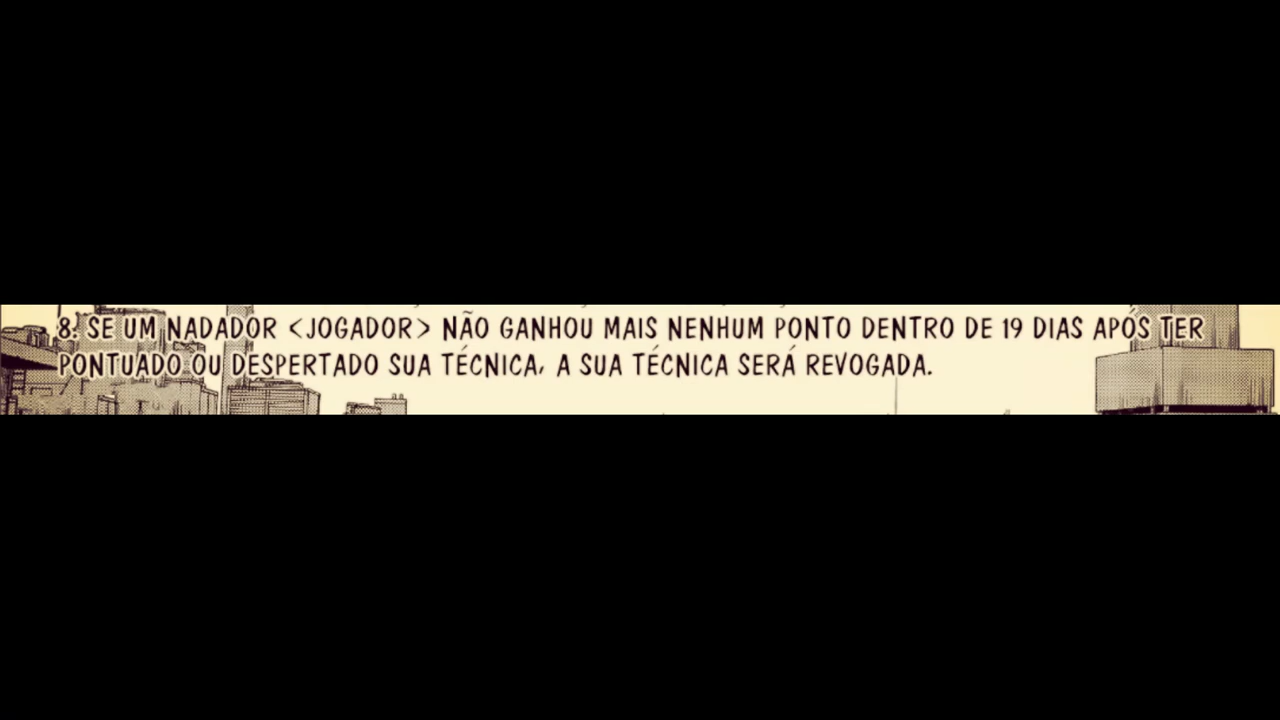 8. SE UM NADADOR <JOGADOR> NÃO GANHOU MAIS NENHUM PONTO DENTRO DE 19 DIAS APÓS TER
PONTUADO OU DESPERTADO SUA TÉCNICA, A SUA TÉCNICA SERÁ REVOGADA.